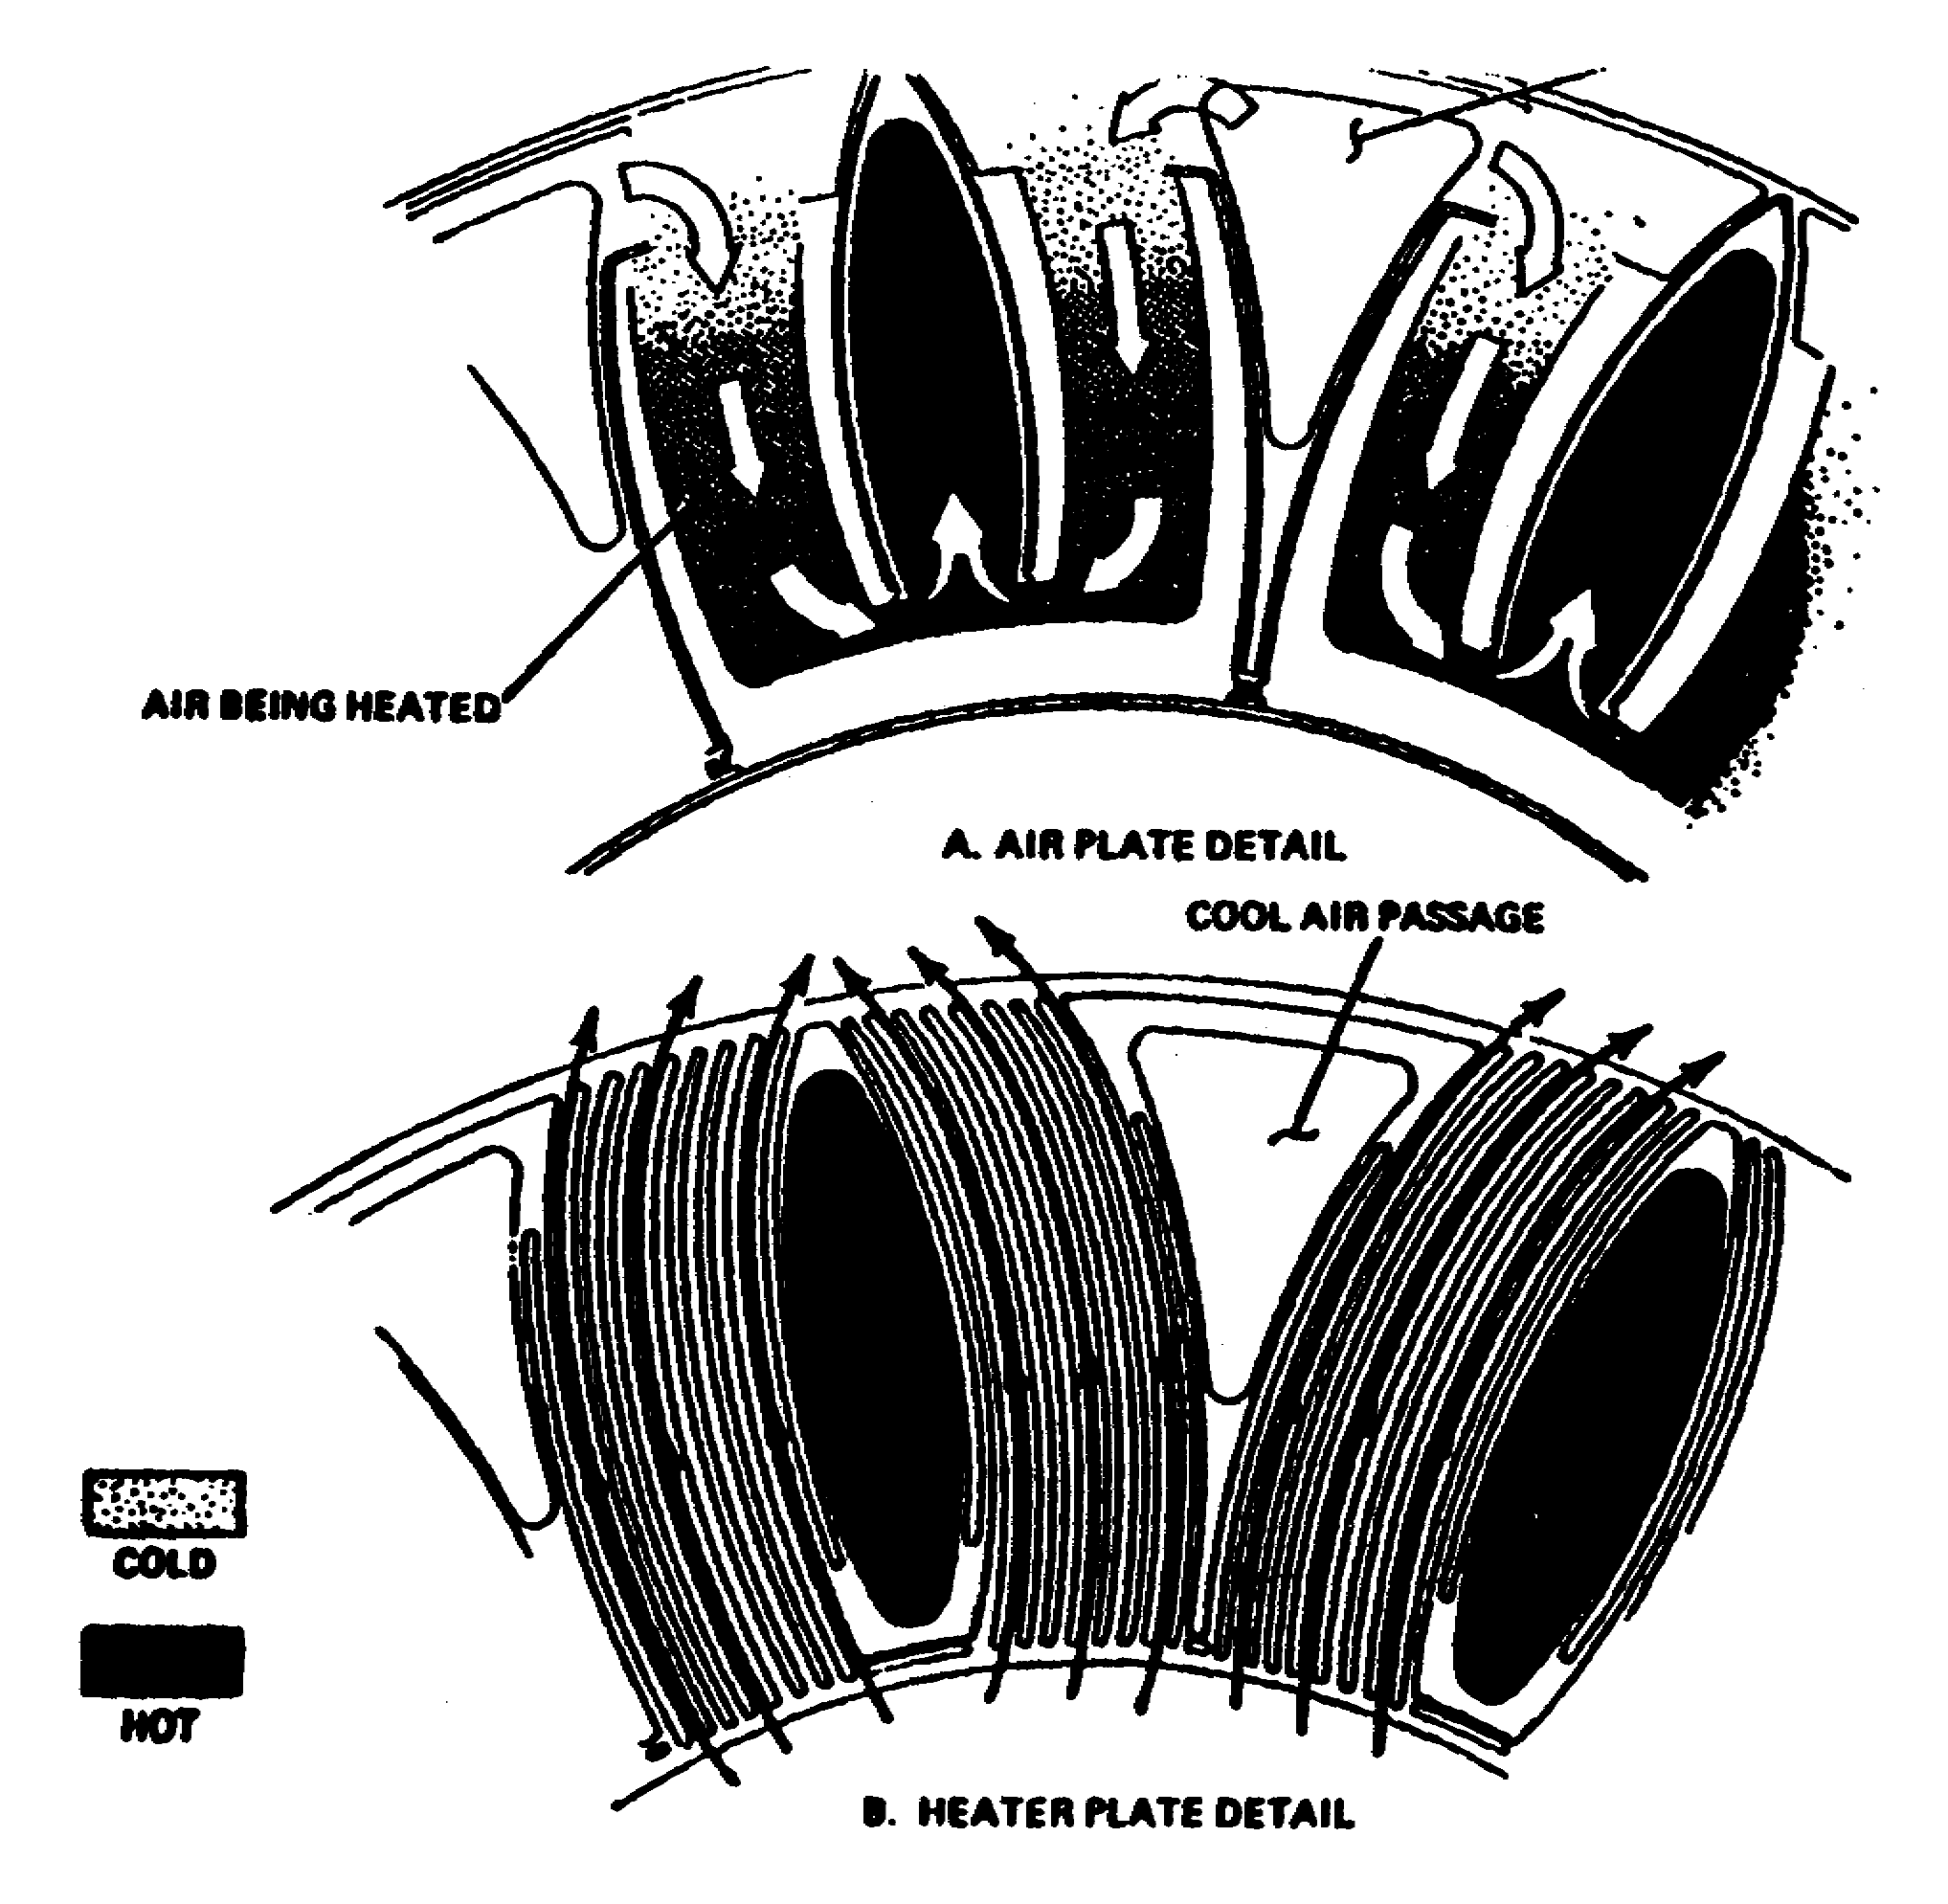 AIR BEING HEATED
A. AIR PLATE DETAIL
COOL AIR PASSAGE
COLD
HOT
B. HEATER PLATE DETAIL